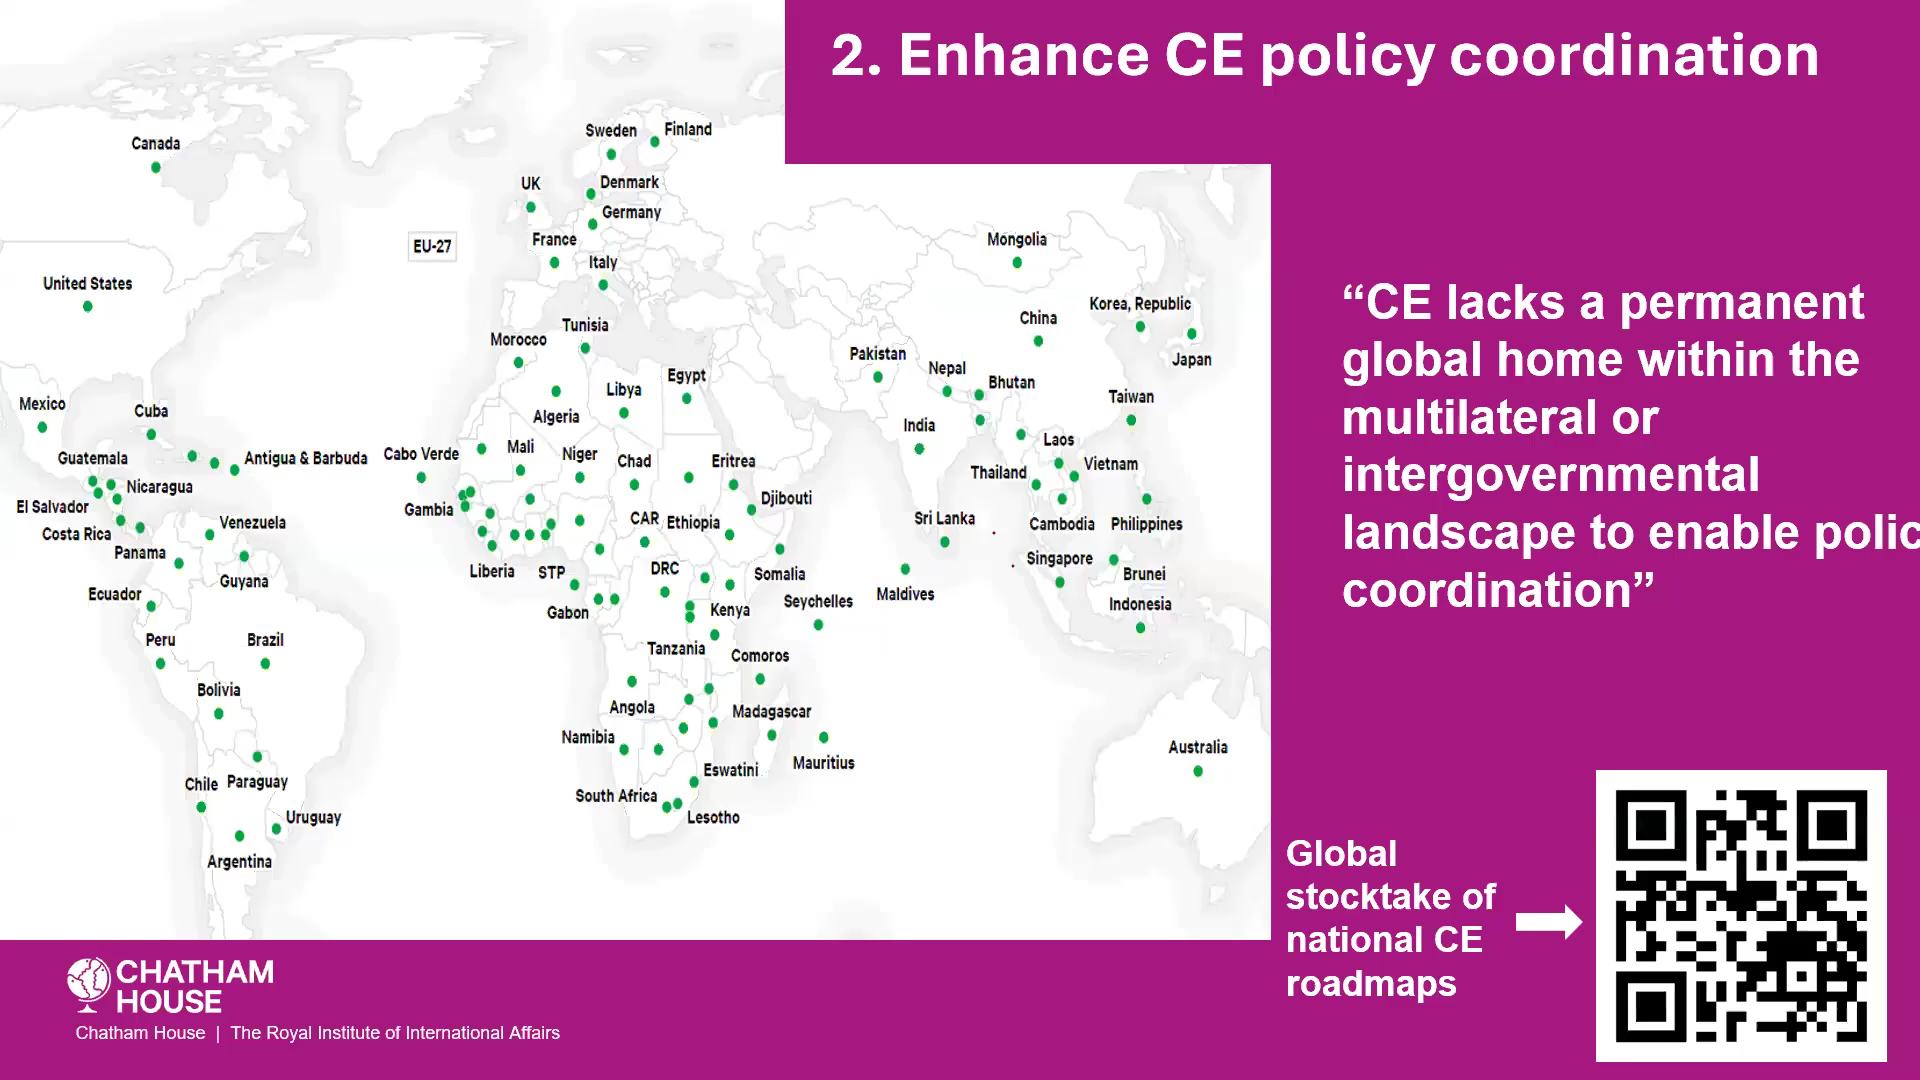 2. Enhance CE policy coordination
Canada
Sweden
Finland
UK
Denmark
Germany
EU-27
France
Italy
Mongolia
United States
Korea, Republic
China
Japan
Tunisia
Morocco
Pakistan
Nepal
Bhutan
Egypt
Libya
Algeria
Taiwan
Mexico
Cuba
India
Laos
Guatemala
Antigua & Barbuda
Cabo Verde
Mali
Niger
Chad
Eritrea
Thailand
Vietnam
Nicaragua
El Salvador
Gambia
Djibouti
Costa Rica
Venezuela
CAR
Ethiopia
Sri Lanka
Cambodia
Philippines
Panama
Guyana
Liberia
STP
DRC
Somalia
Singapore
Brunei
Ecuador
Gabon
Kenya
Seychelles
Maldives
Indonesia
Peru
Brazil
Tanzania
Comoros
Bolivia
Angola
Madagascar
Namibia
Mauritius
Australia
Chile
Paraguay
Eswatini
South Africa
Uruguay
Lesotho
Argentina
“CE lacks a permanent
global home within the
multilateral or
intergovernmental
landscape to enable polic
coordination”
Global
stocktake of
national CE
roadmaps
CHATHAM
HOUSE
Chatham House | The Royal Institute of International Affairs